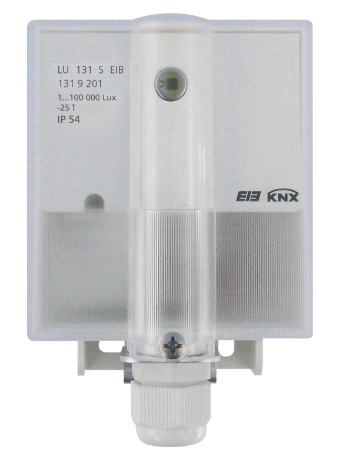 LU 131 S EIB
131 9 201
1...100 000 Lux
-25 T
IP 54
EIB KNX